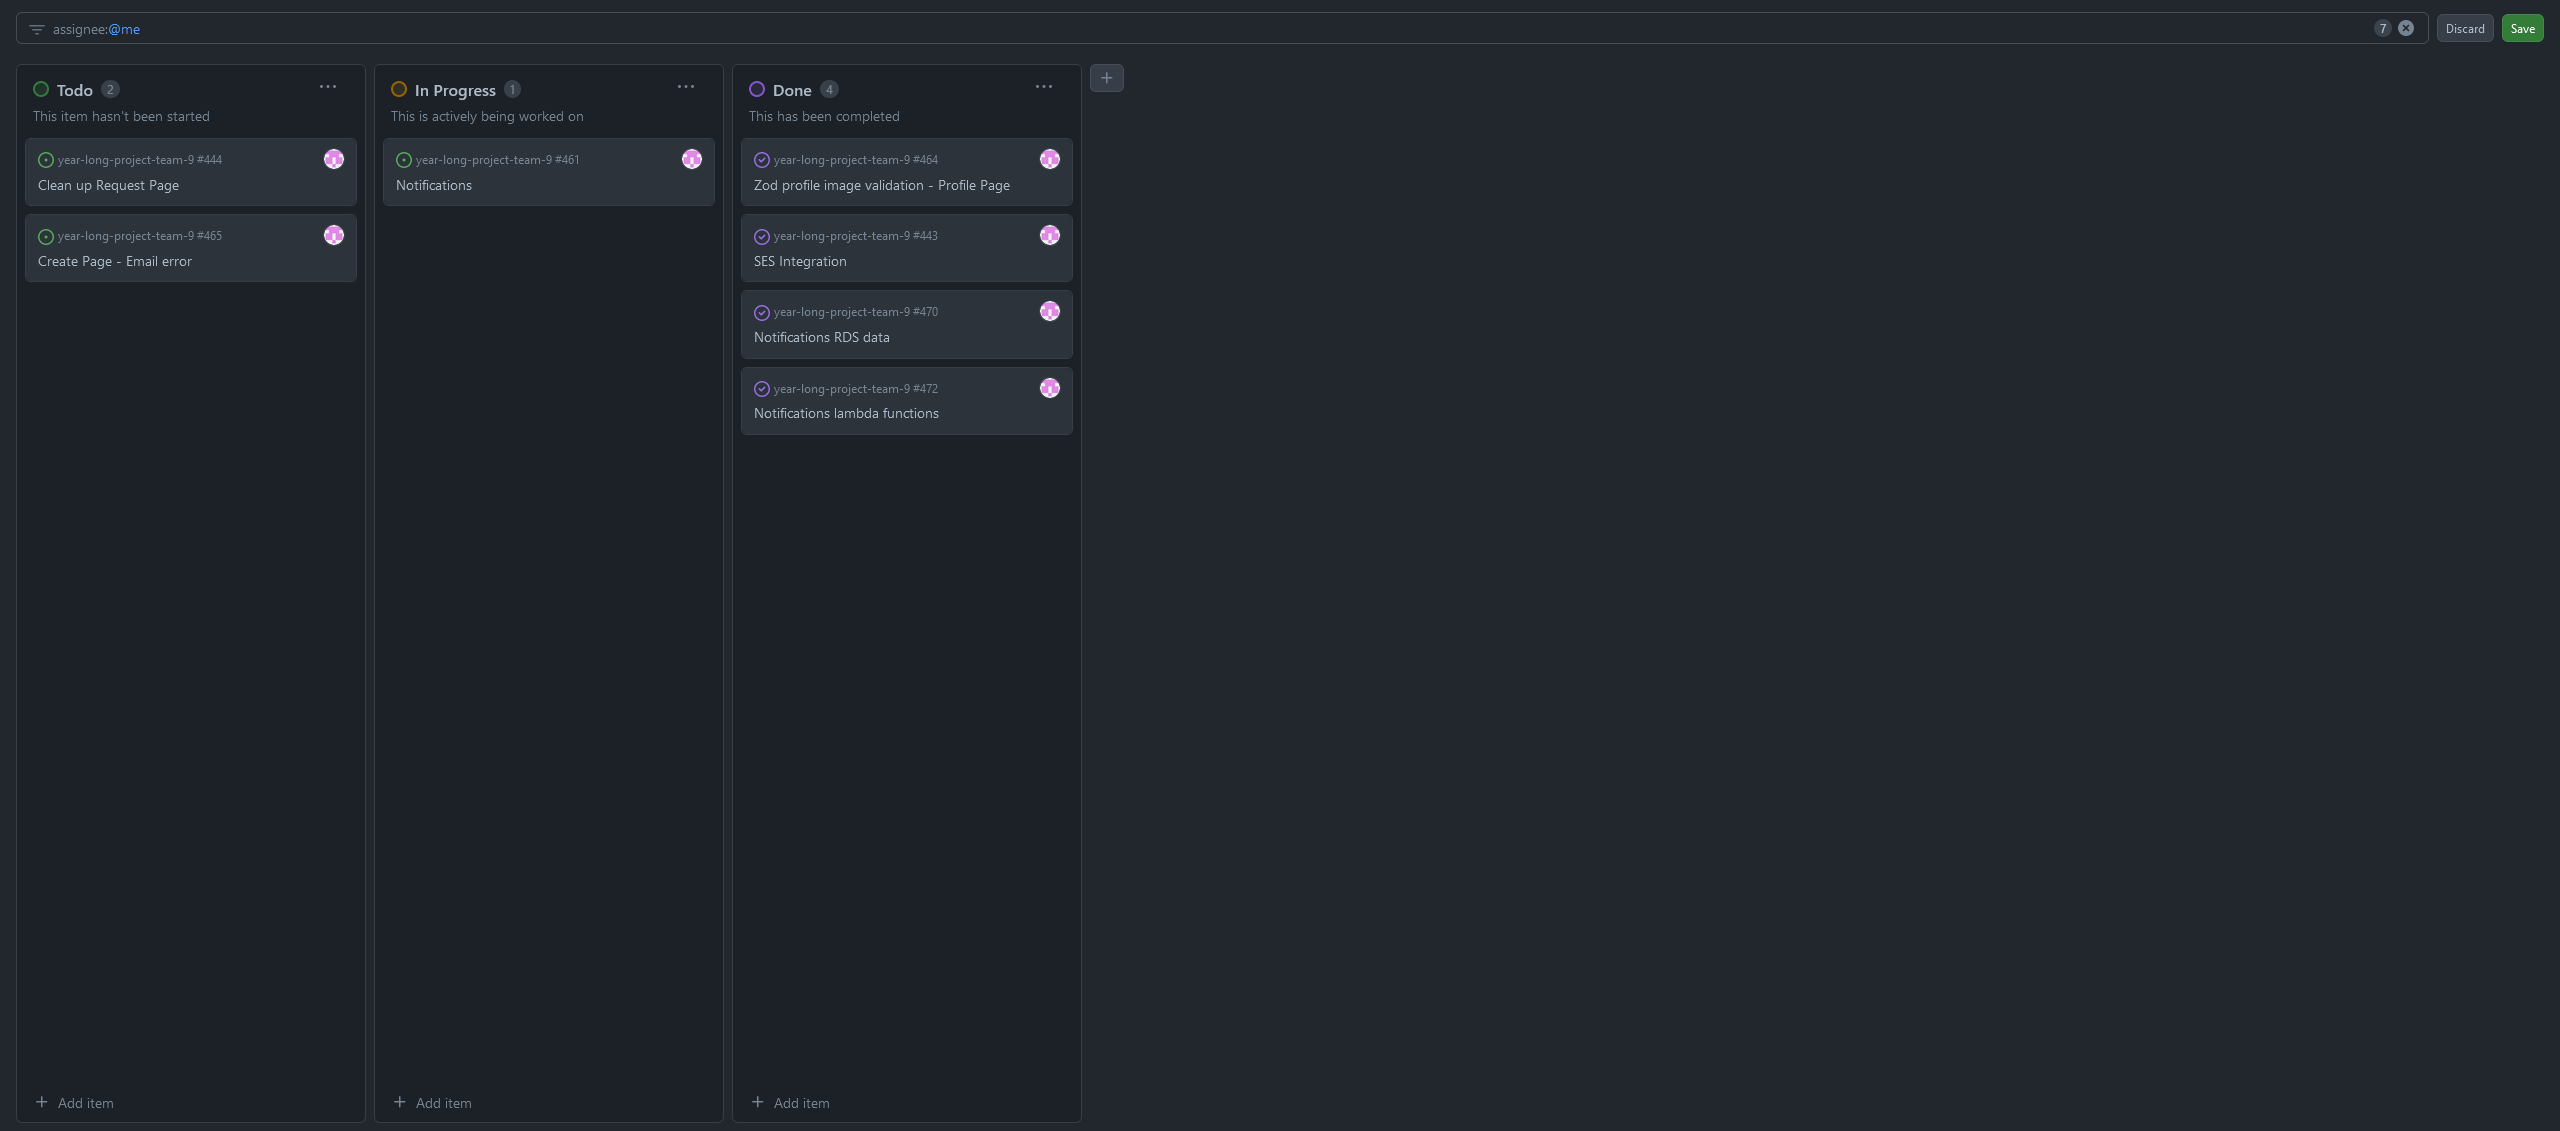 assignee:@me
7
Discard
Save
Todo 2
This item hasn't been started
year-long-project-team-9 #444
Clean up Request Page
year-long-project-team-9 #465
Create Page - Email error
Add item
In Progress 1
This is actively being worked on
year-long-project-team-9 #461
Notifications
Add item
Done 4
This has been completed
year-long-project-team-9 #464
Zod profile image validation - Profile Page
year-long-project-team-9 #443
SES Integration
year-long-project-team-9 #470
Notifications RDS data
year-long-project-team-9 #472
Notifications lambda functions
Add item